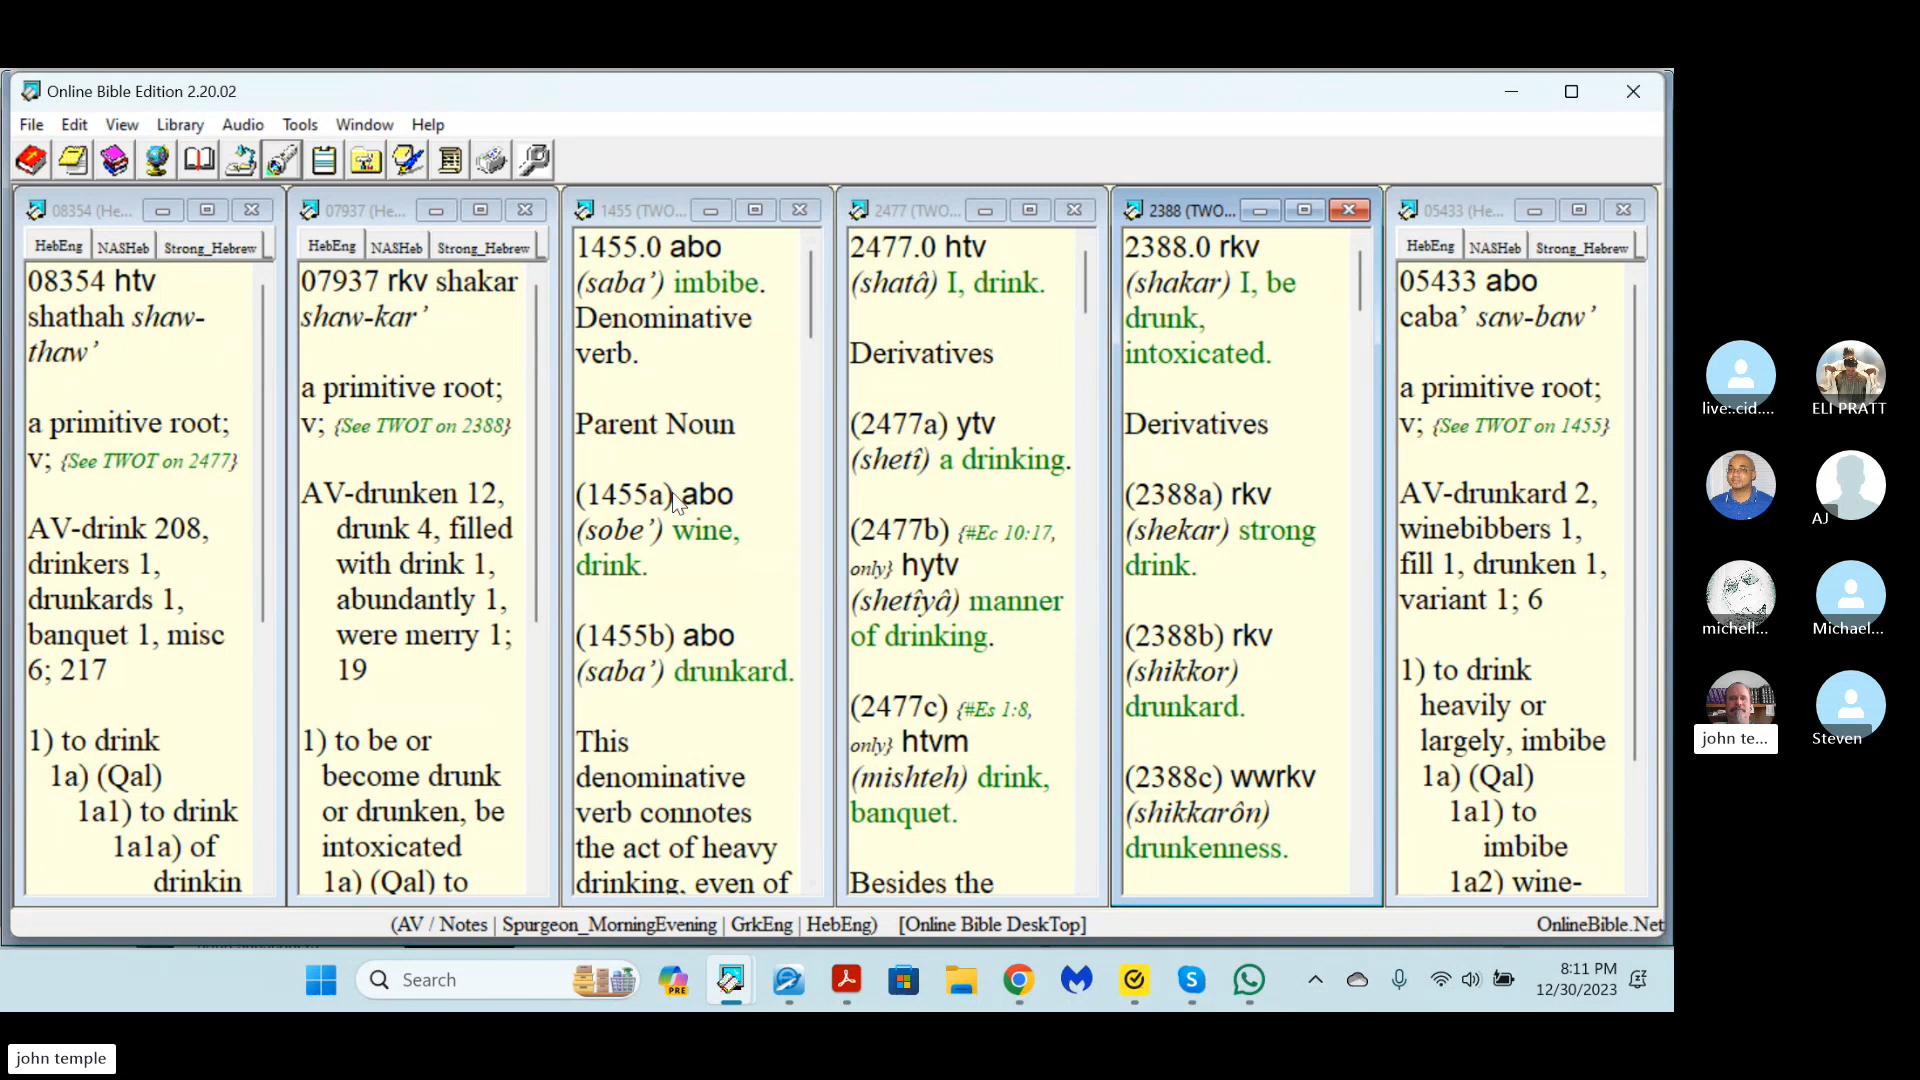 Online Bible Edition 2.20.02
File Edit View Library Audio Tools Window Help
08354 (He...
HebEng NASHeb Strong_Hebrew
08354 htv
shathah shaw-
thaw’
a primitive root;
v; {See TWOT on 2477}
AV-drink 208,
drinkers 1,
drunkards 1,
banquet 1, misc
6; 217
1) to drink
1a) (Qal)
1a1) to drink
1a1a) of
drinkin
07937 (He...
HebEng NASHeb Strong_Hebrew
07937 rkv shakar
shaw-kar’
a primitive root;
v; {See TWOT on 2388}
AV-drunken 12,
drunk 4, filled
with drink 1,
abundantly 1,
were merry 1;
19
1) to be or
become drunk
or drunken, be
intoxicated
1a) (Qal) to
1455 (TWO...
1455.0 abo
(saba’) imbibe.
Denominative
verb.
Parent Noun
(1455a) abo
(sobe’) wine,
drink.
(1455b) abo
(saba’) drunkard.
This
denominative
verb connotes
the act of heavy
drinking, even of
2477 (TWO...
2477.0 htv
(shatâ) I, drink.
Derivatives
(2477a) ytv
(shetî) a drinking.
(2477b) {#Ec 10:17,
only} hytv
(shetîyâ) manner
of drinking.
(2477c) {#Es 1:8,
only} htvm
(mishteh) drink,
banquet.
Besides the
2388 (TWO...
2388.0 rkv
(shakar) I, be
drunk,
intoxicated.
Derivatives
(2388a) rkv
(shekar) strong
drink.
(2388b) rkv
(shikkor)
drunkard.
(2388c) wwrkv
(shikkarôn)
drunkenness.
05433 (He...
HebEng NASHeb Strong_Hebrew
05433 abo
caba’ saw-baw’
a primitive root;
v; {See TWOT on 1455}
AV-drunkard 2,
winebibbers 1,
fill 1, drunken 1,
variant 1; 6
1) to drink
heavily or
largely, imbibe
1a) (Qal)
1a1) to
imbibe
1a2) wine-
(AV / Notes | Spurgeon_MorningEvening | GrkEng | HebEng) [Online Bible DeskTop]
OnlineBible.Net
Search
PRE
8:11 PM
12/30/2023
live:.cid....
ELI PRATT
AJ
michell...
Michael...
john te...
Steven
john temple